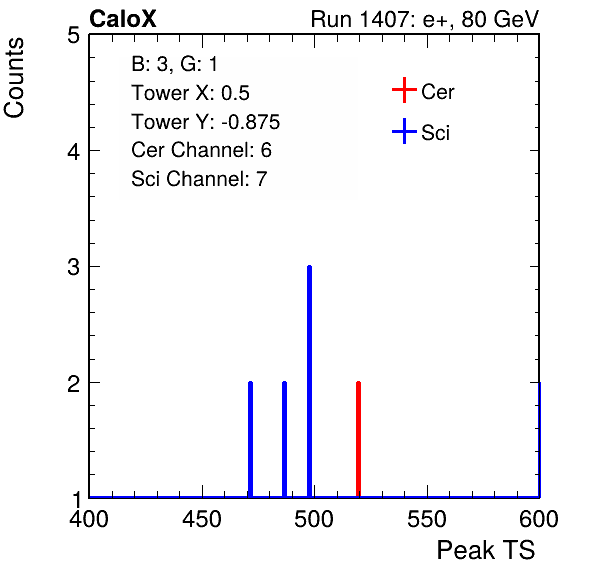 CaloX Run 1407: e+, 80 GeV
Counts
B: 3, G: 1
Tower X: 0.5
Tower Y: -0.875
Cer Channel: 6
Sci Channel: 7
Cer
Sci
5
4
3
2
1
400 450 500 550 600
Peak TS